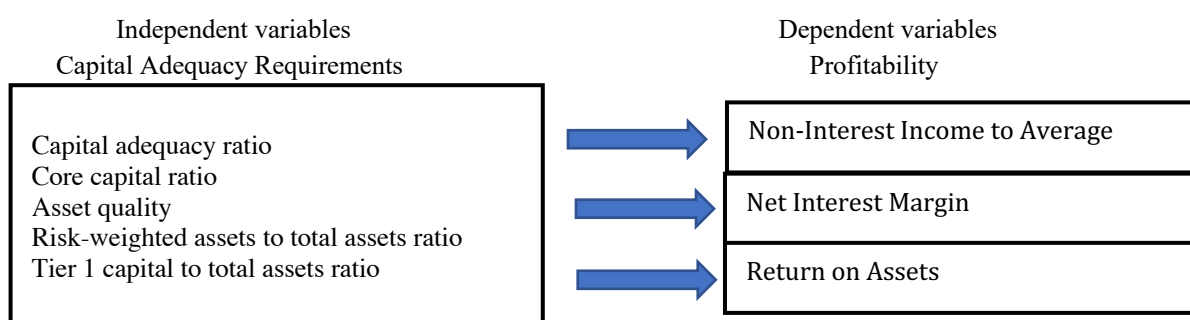 Independent variables
Capital Adequacy Requirements
Capital adequacy ratio
Core capital ratio
Asset quality
Risk-weighted assets to total assets ratio
Tier 1 capital to total assets ratio
Dependent variables
Profitability
Non-Interest Income to Average
Net Interest Margin
Return on Assets